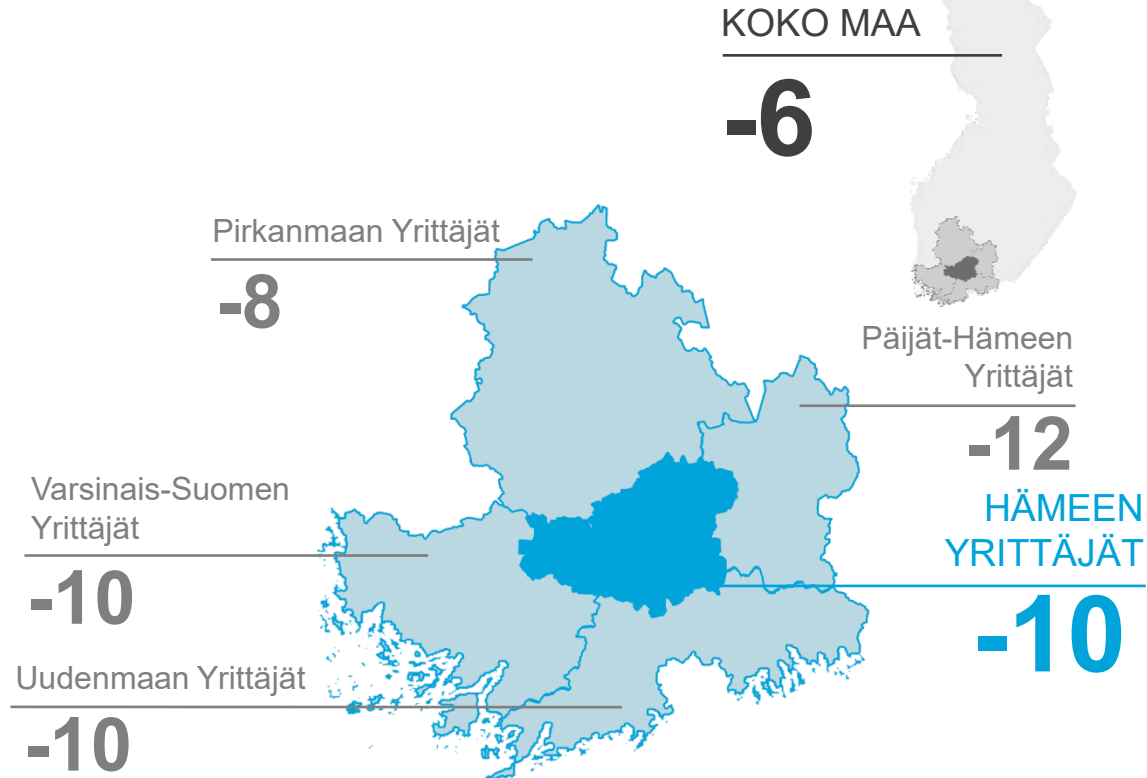 KOKO MAA
-6
Pirkanmaan Yrittäjät
-8
Päijät-Hämeen
Yrittäjät
-12
Varsinais-Suomen
Yrittäjät
-10
HÄMEEN
YRITTÄJÄT
-10
Uudenmaan Yrittäjät
-10